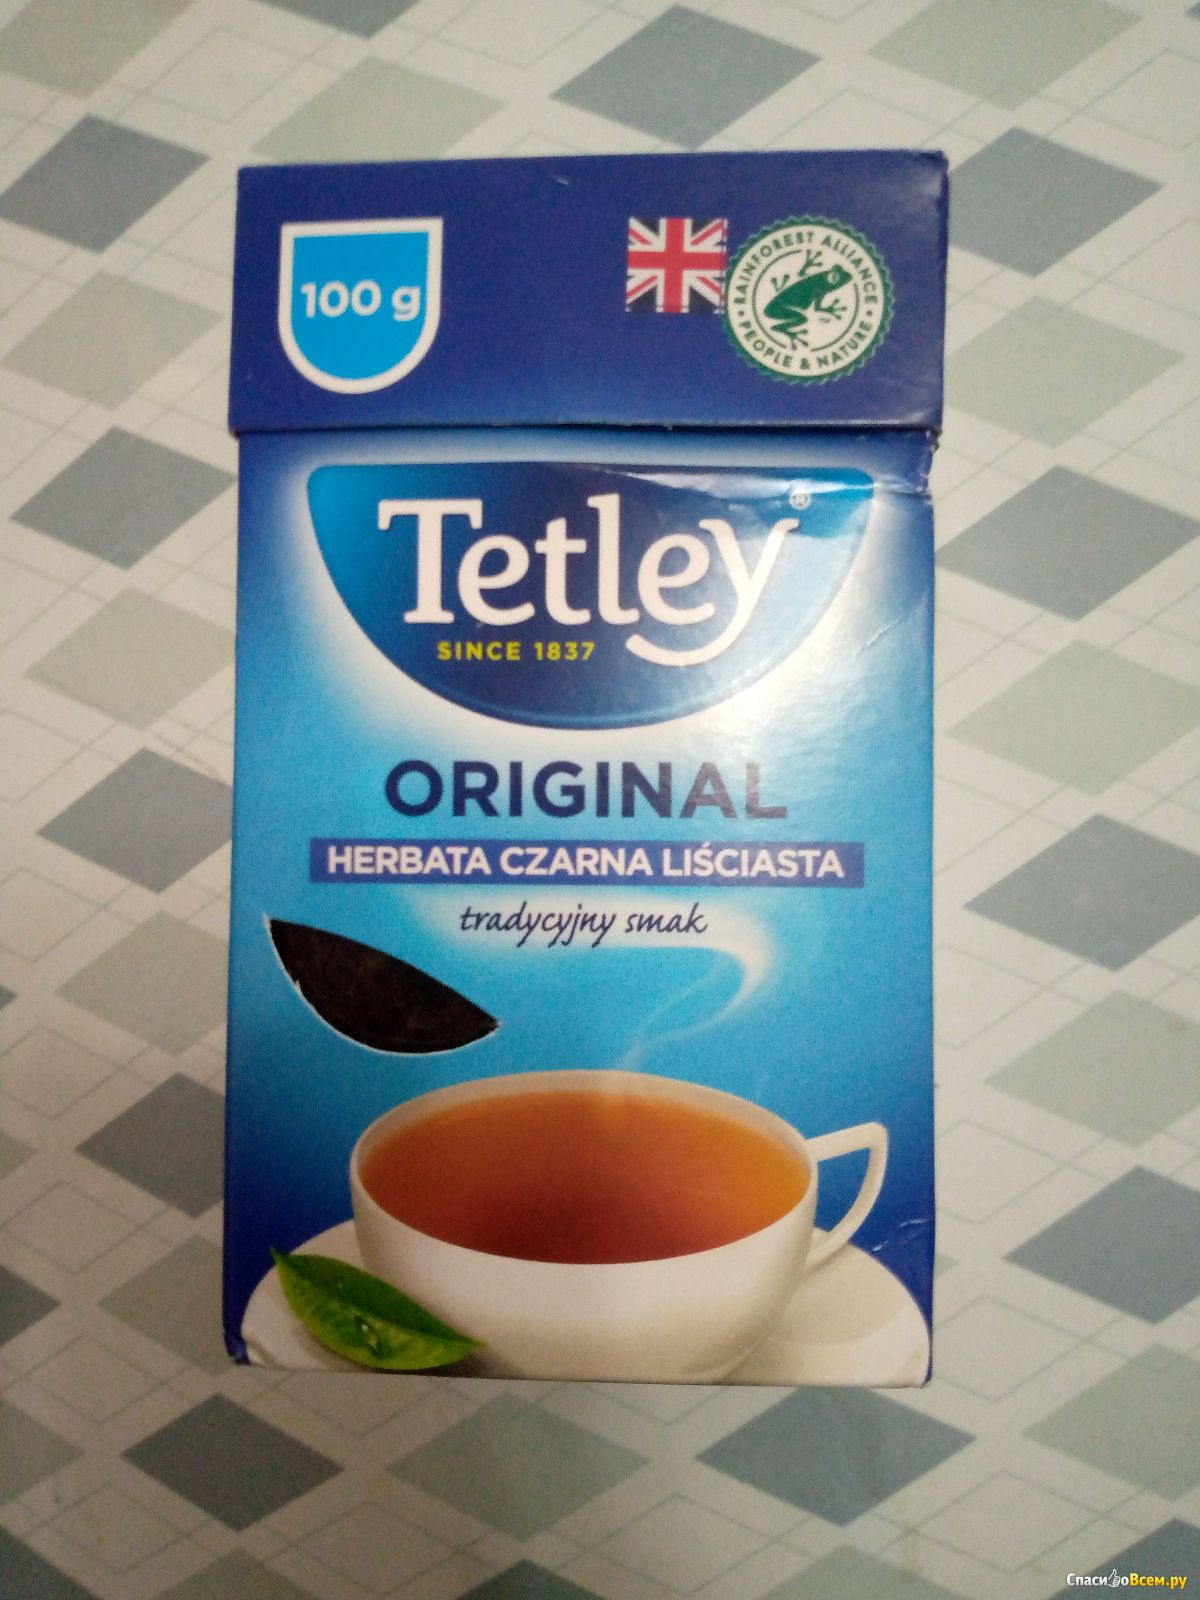 100 g
RAINFOREST ALLIANCE
• PEOPLE & NATURE •
Tetley®
SINCE 1837
ORIGINAL
HERBATA CZARNA LIŚCIASTA
tradycyjny smak
СпасибоВсем.ру